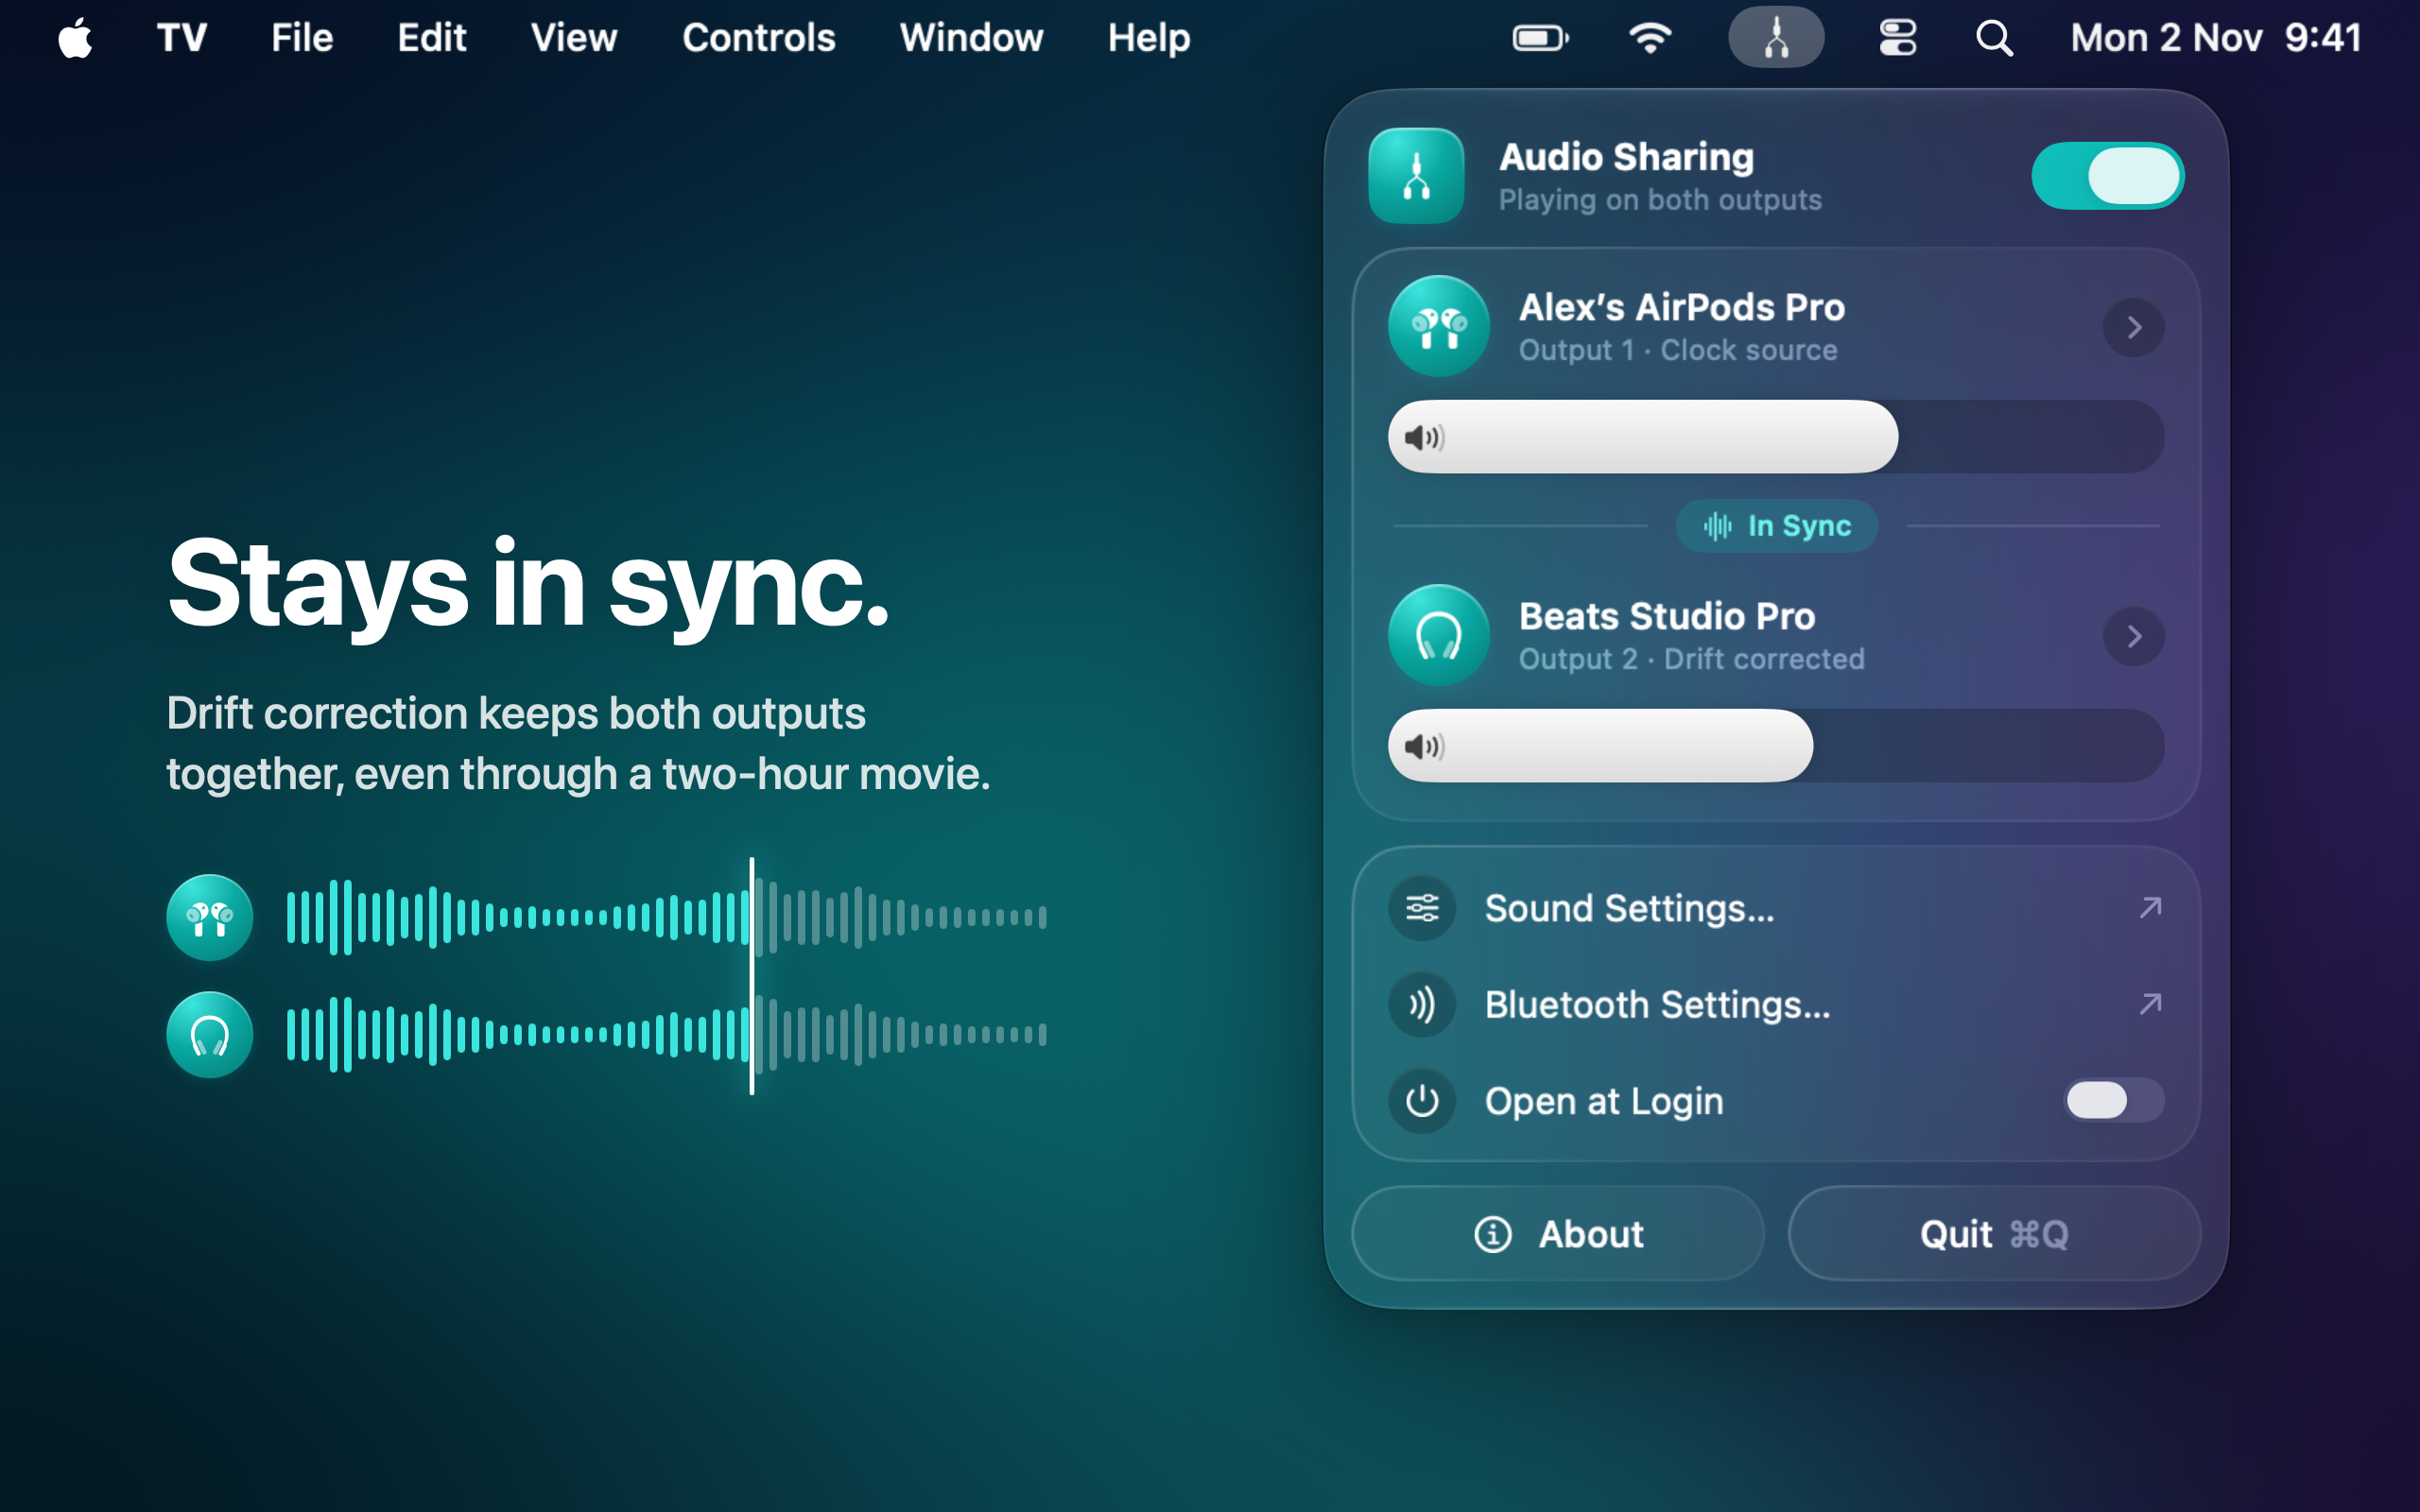 TV File Edit View Controls Window Help Mon 2 Nov 9:41
Stays in sync.
Drift correction keeps both outputs
together, even through a two-hour movie.
Audio Sharing
Playing on both outputs
Alex’s AirPods Pro
Output 1 · Clock source
In Sync
Beats Studio Pro
Output 2 · Drift corrected
Sound Settings...
Bluetooth Settings...
Open at Login
About
Quit ⌘Q